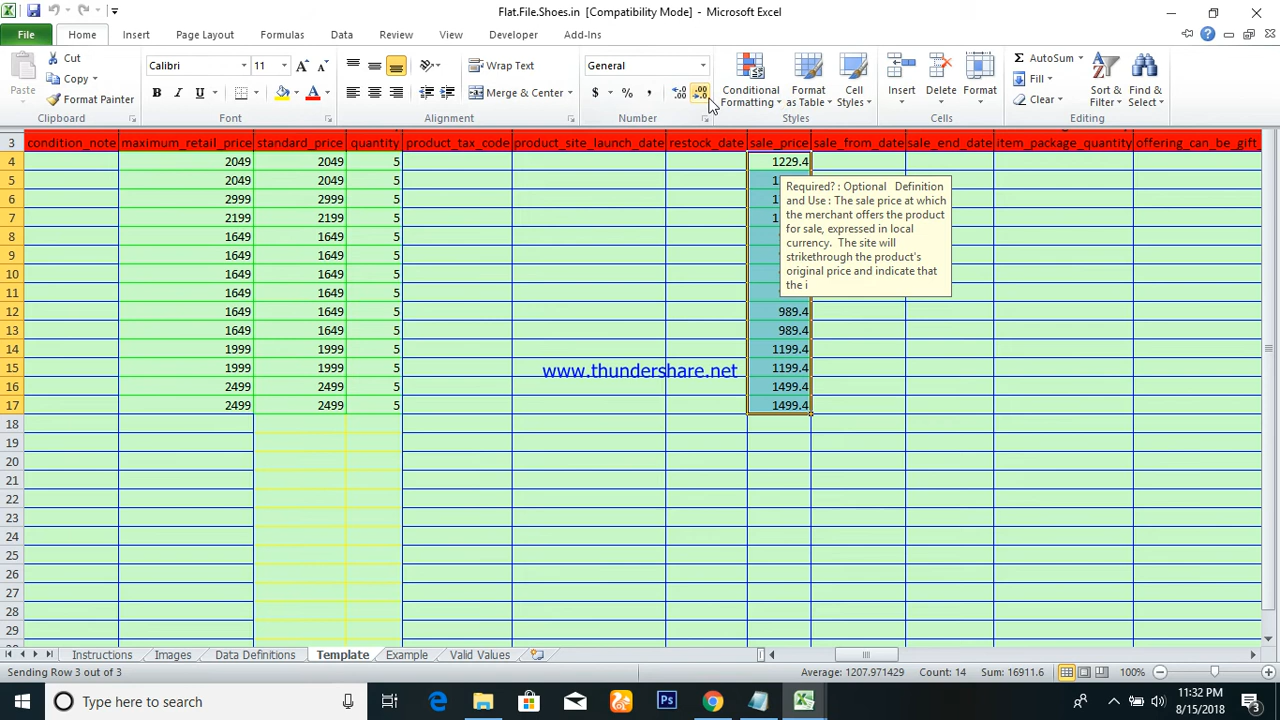 Flat.File.Shoes.in [Compatibility Mode] - Microsoft Excel
File Home Insert Page Layout Formulas Data Review View Developer Add-Ins
Paste Cut Copy Format Painter Clipboard
Calibri 11 B I U A A A Font
Wrap Text Merge & Center Alignment
General $ % , .0 .00 .00 .0 Number
Conditional Formatting Format as Table Cell Styles Styles
Insert Delete Format Cells
Σ AutoSum Fill Clear Sort & Filter Find & Select Editing
3 condition_note maximum_retail_price standard_price quantity product_tax_code product_site_launch_date restock_date sale_price sale_from_date sale_end_date item_package_quantity offering_can_be_gift
4 2049 2049 5 1229.4
5 2049 2049 5
6 2999 2999 5
7 2199 2199 5
8 1649 1649 5
9 1649 1649 5
10 1649 1649 5
11 1649 1649 5
12 1649 1649 5 989.4
13 1649 1649 5 989.4
14 1999 1999 5 1199.4
15 1999 1999 5 1199.4
16 2499 2499 5 1499.4
17 2499 2499 5 1499.4
18
19
20
21
22
23
24
25
26
27
28
29
Required? : Optional Definition
and Use : The sale price at which
the merchant offers the product
for sale, expressed in local
currency. The site will
strikethrough the product's
original price and indicate that
the i
www.thundershare.net
Instructions Images Data Definitions Template Example Valid Values
Sending Row 3 out of 3 Average: 1207.971429 Count: 14 Sum: 16911.6 100%
Type here to search
11:32 PM
8/15/2018
3